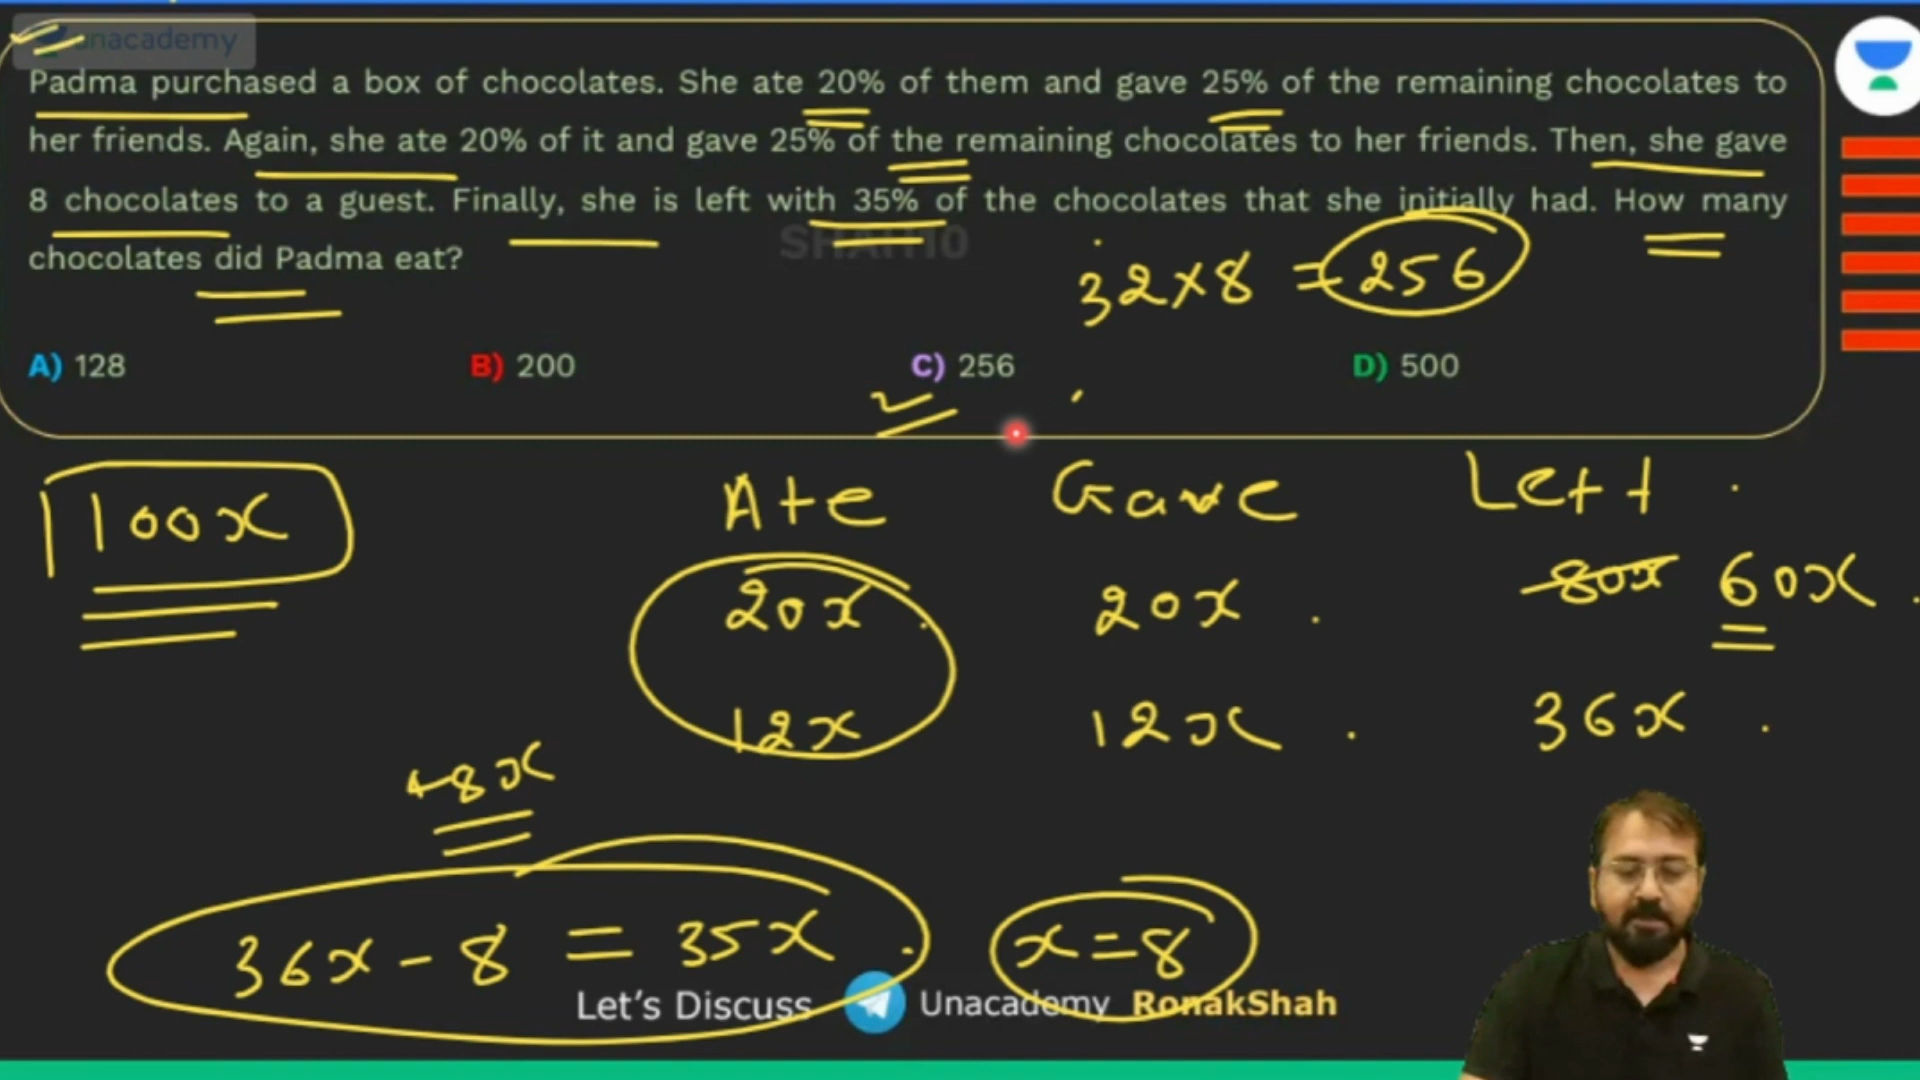 unacademy
Padma purchased a box of chocolates. She ate 20% of them and gave 25% of the remaining chocolates to
her friends. Again, she ate 20% of it and gave 25% of the remaining chocolates to her friends. Then, she gave
8 chocolates to a guest. Finally, she is left with 35% of the chocolates that she initially had. How many
chocolates did Padma eat?
SHAH10
32 x 8 = 256
A) 128 B) 200 C) 256 D) 500
100x
Ate Gave Left
20x 20x 80x 60x
12x 12x 36x
48x
36x - 8 = 35x x = 8
Let's Discuss Unacademy RonakShah